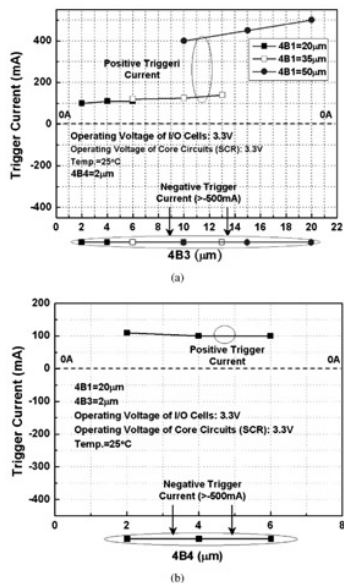 (a)
Trigger Current (mA)
400
200
0
-200
-400
4B1=20μm
4B1=35μm
4B1=50μm
Positive Triggeri
Current
0A
0A
Operating Voltage of I/O Cells: 3.3V
Operating Voltage of Core Circuits (SCR): 3.3V
Temp.=25°C
4B4=2μm
Negative Trigger
Current (>-500mA)
0 2 4 6 8 10 12 14 16 18 20 22
4B3 (μm)
(a)
Trigger Current (mA)
200
100
0
-100
-200
-300
-400
0A
0A
Positive Trigger
Current
4B1=20μm
4B3=2μm
Operating Voltage of I/O Cells: 3.3V
Operating Voltage of Core Circuits (SCR): 3.3V
Temp.=25°C
Negative Trigger
Current (>-500mA)
0 2 4 6 8
4B4 (μm)
(b)